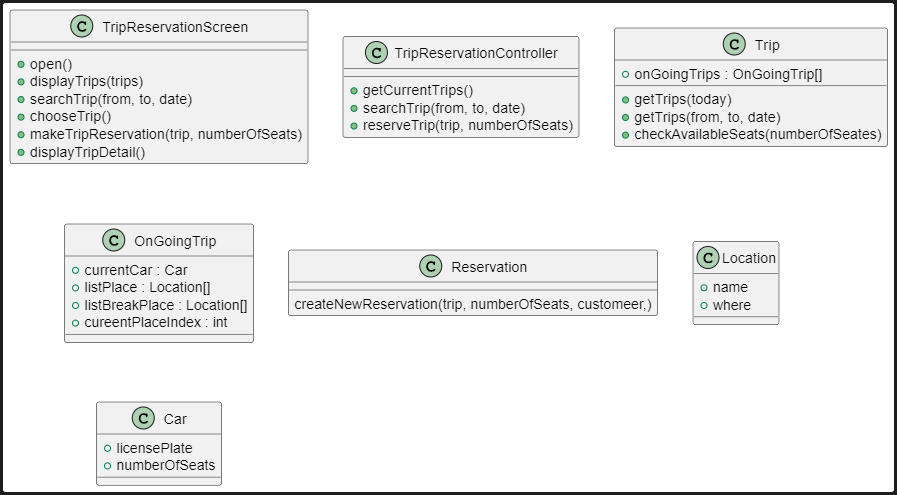 C TripReservationScreen
open()
displayTrips(trips)
searchTrip(from, to, date)
chooseTrip()
makeTripReservation(trip, numberOfSeats)
displayTripDetail()
C TripReservationController
getCurrentTrips()
searchTrip(from, to, date)
reserveTrip(trip, numberOfSeats)
C Trip
onGoingTrips : OnGoingTrip[]
getTrips(today)
getTrips(from, to, date)
checkAvailableSeats(numberOfSeates)
C OnGoingTrip
currentCar : Car
listPlace : Location[]
listBreakPlace : Location[]
cureentPlaceIndex : int
C Reservation
createNewReservation(trip, numberOfSeats, customeer,)
C Location
name
where
C Car
licensePlate
numberOfSeats